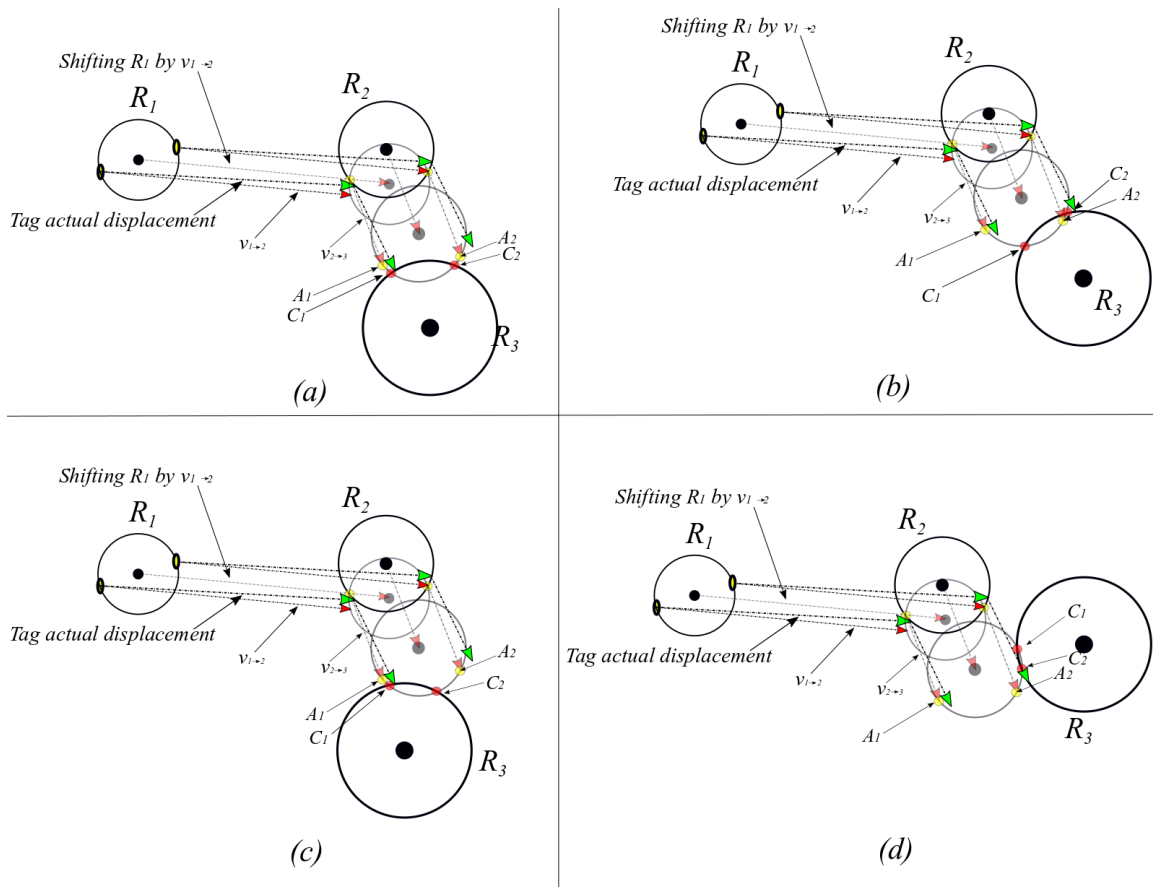 Shifting R1 by v1→2
R1
R2
Tag actual displacement
v1→2
v2→3
A2
C2
A1
C1
R3
(a)
Shifting R1 by v1→2
R1
R2
Tag actual displacement
v1→2
v2→3
C2
A2
A1
C1
R3
(b)
Shifting R1 by v1→2
R1
R2
Tag actual displacement
v1→2
v2→3
A2
C2
A1
C1
R3
(c)
Shifting R1 by v1→2
R1
R2
C1
Tag actual displacement
v1→2
v2→3
C2
A2
A1
R3
(d)